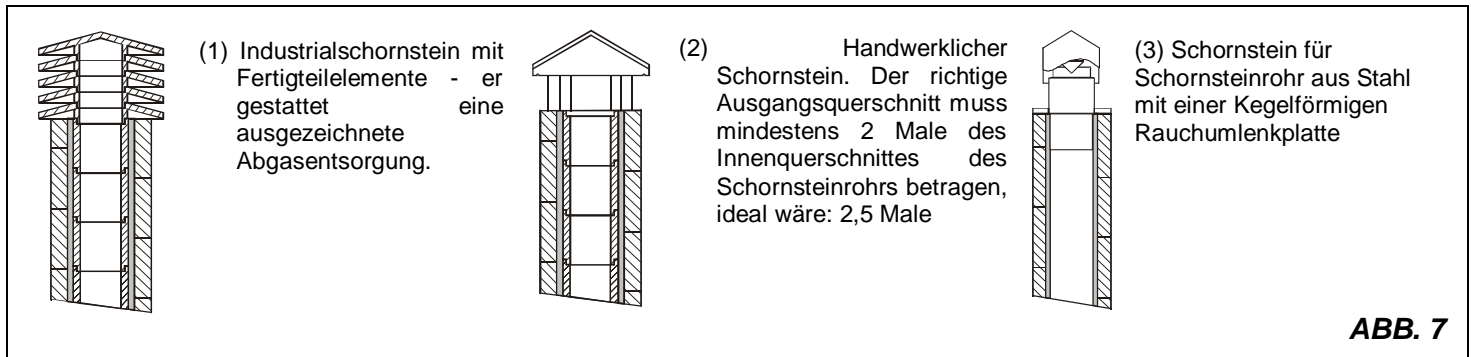 (1) Industrialschornstein mit
Fertigteilelemente - er
gestattet eine
ausgezeichnete
Abgasentsorgung.
(2) Handwerklicher
Schornstein. Der richtige
Ausgangsquerschnitt muss
mindestens 2 Male des
Innenquerschnittes des
Schornsteinrohrs betragen,
ideal wäre: 2,5 Male
(3) Schornstein für
Schornsteinrohr aus Stahl
mit einer Kegelförmigen
Rauchumlenkplatte
ABB. 7